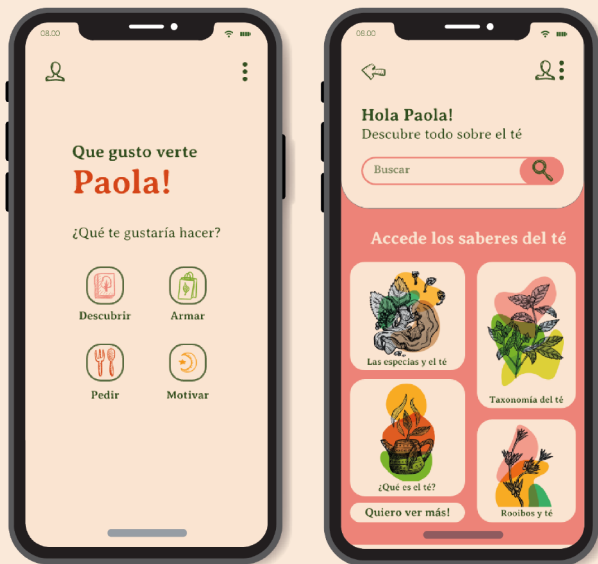 08.00
Que gusto verte
Paola!
¿Qué te gustaría hacer?
Descubrir
Armar
Pedir
Motivar
08.00
Hola Paola!
Descubre todo sobre el té
Buscar
Accede los saberes del té
Las especias y el té
Taxonomía del té
¿Qué es el té?
Rooibos y té
Quiero ver más!